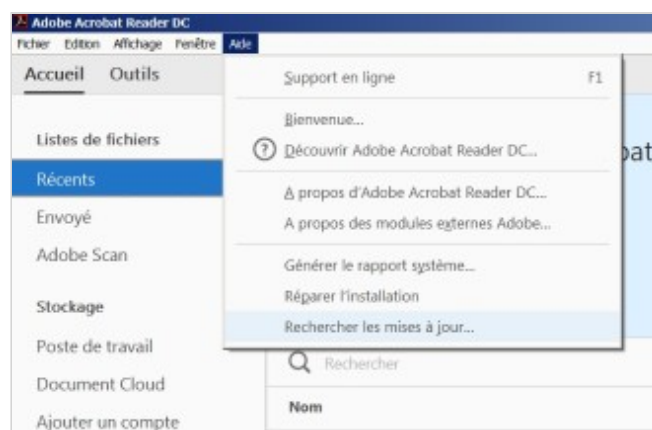 Adobe Acrobat Reader DC
Fichier Edition Affichage Fenêtre Aide
Accueil Outils
Support en ligne F1
Bienvenue...
Découvrir Adobe Acrobat Reader DC...
A propos d'Adobe Acrobat Reader DC...
A propos des modules externes Adobe...
Générer le rapport système...
Réparer l'installation
Rechercher les mises à jour...
Listes de fichiers
Récents
Envoyé
Adobe Scan
Stockage
Poste de travail
Document Cloud
Ajouter un compte
Rechercher
Nom